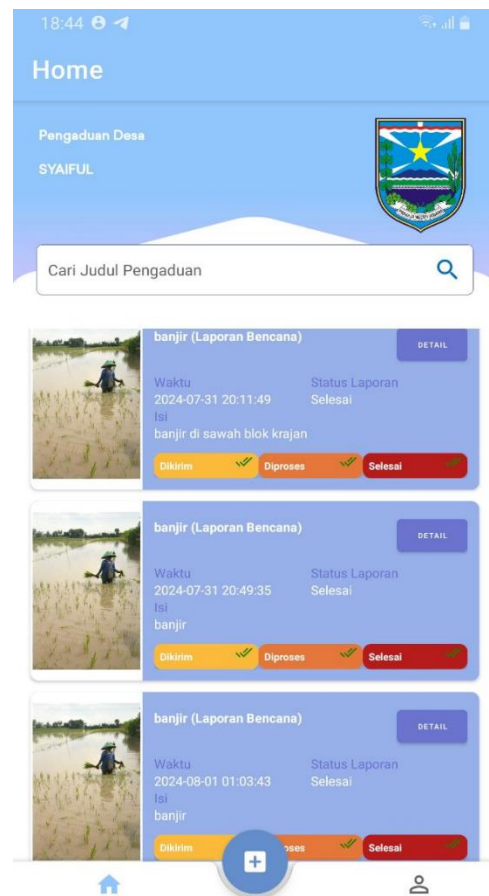 18:44
Home
Pengaduan Desa
SYAIFUL
Cari Judul Pengaduan
banjir (Laporan Bencana)
DETAIL
Waktu Status Laporan
2024-07-31 20:11:49 Selesai
Isi
banjir di sawah blok krajan
Dikirim Diproses Selesai
banjir (Laporan Bencana)
DETAIL
Waktu Status Laporan
2024-07-31 20:49:35 Selesai
Isi
banjir
Dikirim Diproses Selesai
banjir (Laporan Bencana)
DETAIL
Waktu Status Laporan
2024-08-01 01:03:43 Selesai
Isi
banjir
Dikirim oses Selesai